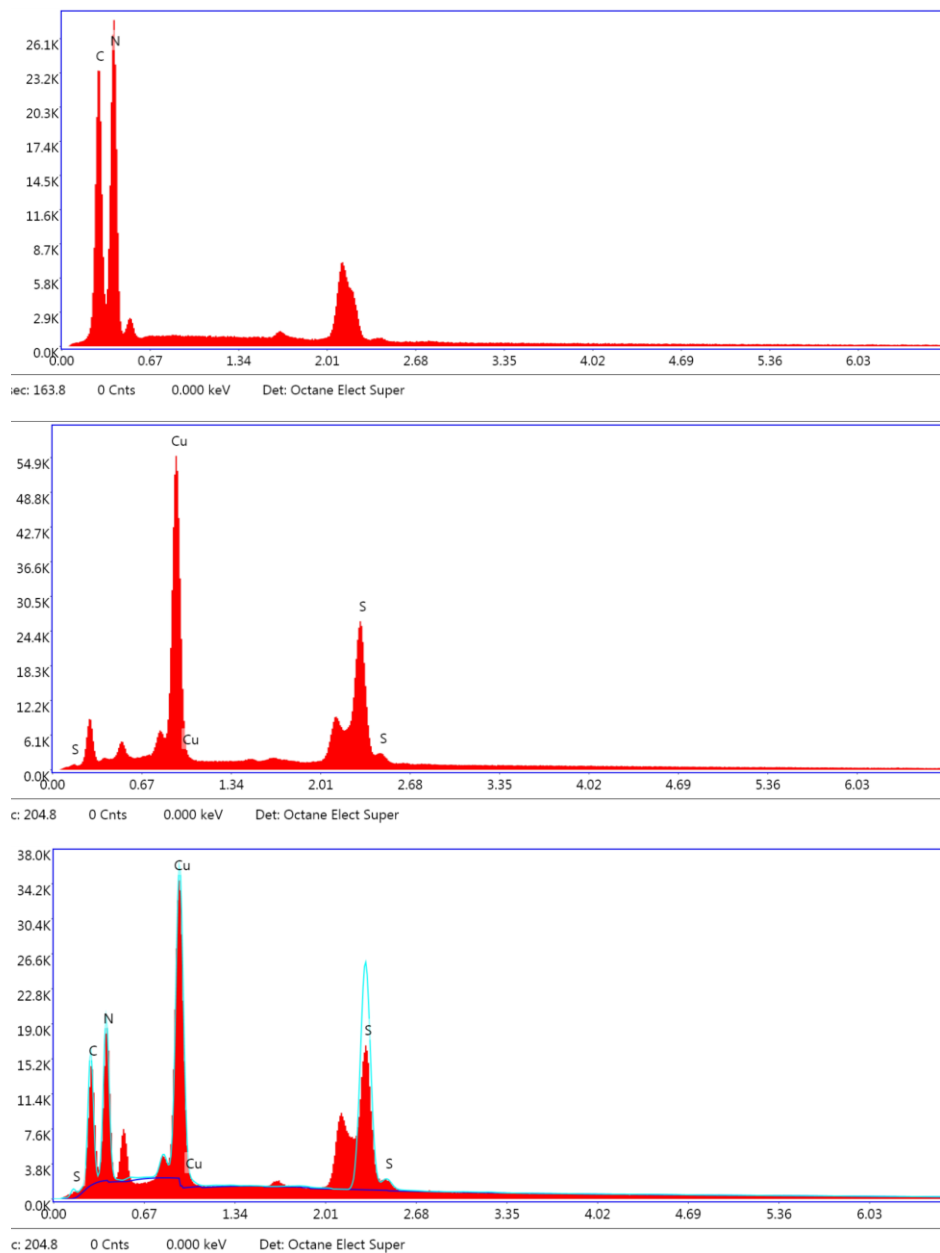 26.1K
C
N
23.2K
20.3K
17.4K
14.5K
11.6K
8.7K
5.8K
2.9K
0.0K
0.00 0.67 1.34 2.01 2.68 3.35 4.02 4.69 5.36 6.03
sec: 163.8 0 Cnts 0.000 keV Det: Octane Elect Super
Cu
54.9K
48.8K
42.7K
36.6K
30.5K
S
24.4K
18.3K
12.2K
6.1K
S
Cu
S
0.0K
0.00 0.67 1.34 2.01 2.68 3.35 4.02 4.69 5.36 6.03
c: 204.8 0 Cnts 0.000 keV Det: Octane Elect Super
38.0K
Cu
34.2K
30.4K
26.6K
22.8K
19.0K
N
S
15.2K
C
11.4K
7.6K
3.8K
S
Cu
S
0.0K
0.00 0.67 1.34 2.01 2.68 3.35 4.02 4.69 5.36 6.03
c: 204.8 0 Cnts 0.000 keV Det: Octane Elect Super